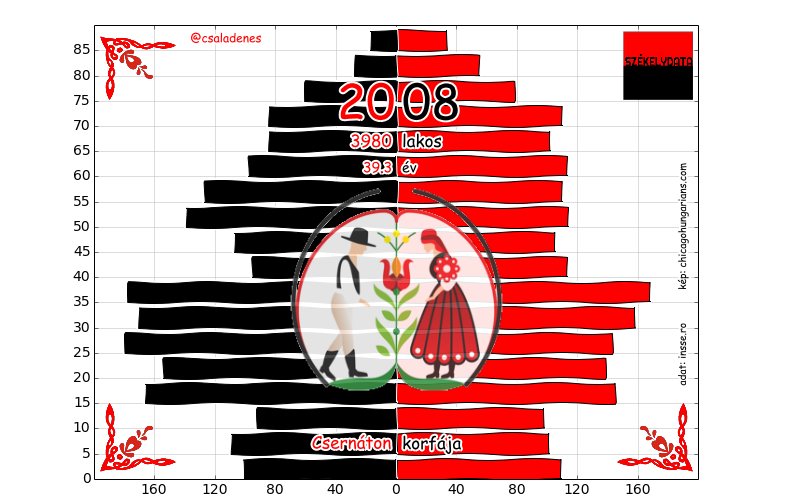 @csaladenes
SZÉKELYDATA
2008
3980 lakos
39.3 év
kép: chicagohungarians.com
adat: insse.ro
Csernáton korfája
85
80
75
70
65
60
55
50
45
40
35
30
25
20
15
10
5
0
160 120 80 40 0 40 80 120 160